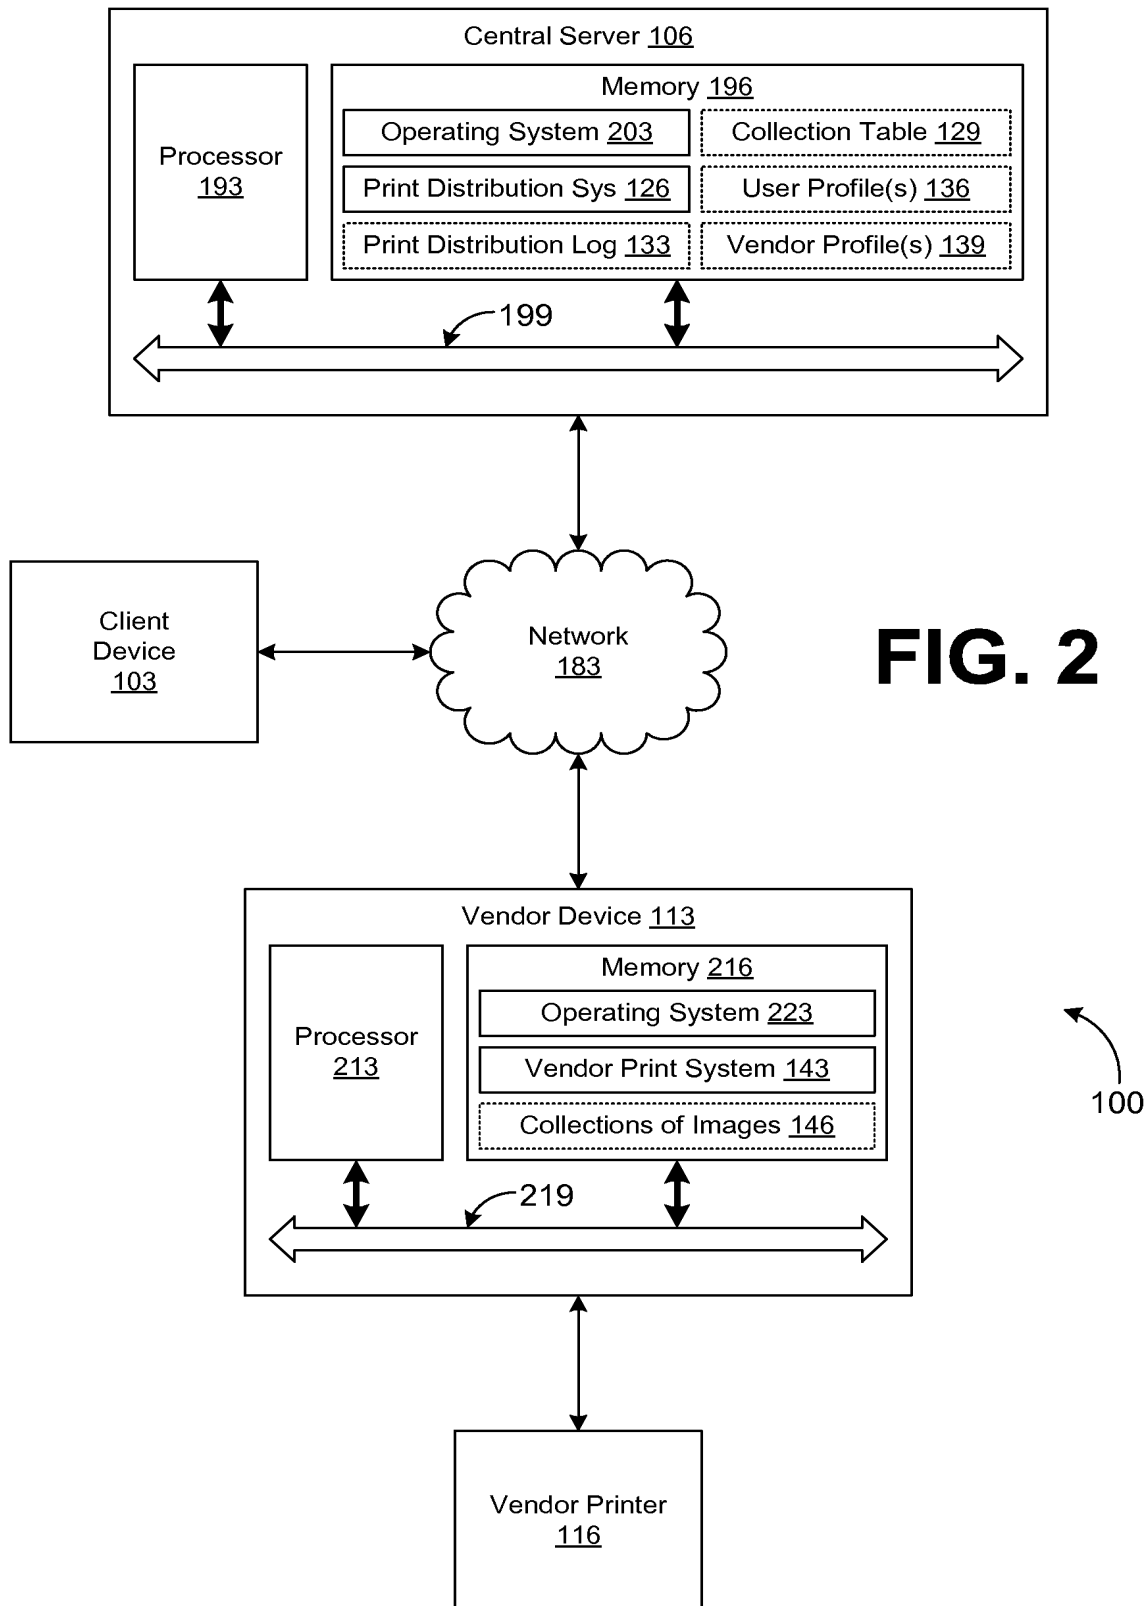 Central Server 106
Processor
193
Memory 196
Operating System 203
Collection Table 129
Print Distribution Sys 126
User Profile(s) 136
Print Distribution Log 133
Vendor Profile(s) 139
199
Client
Device
103
Network
183
FIG. 2
Vendor Device 113
Processor
213
Memory 216
Operating System 223
Vendor Print System 143
Collections of Images 146
219
100
Vendor Printer
116